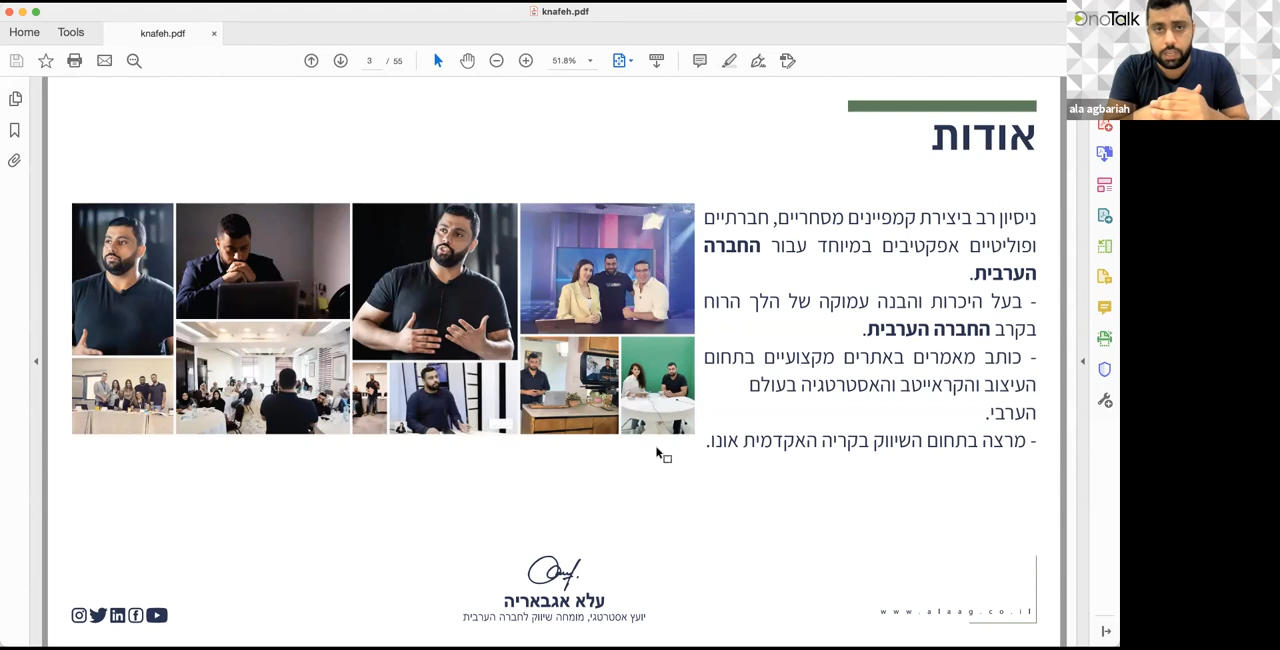 knafeh.pdf
Home
Tools
knafeh.pdf
3 / 55
51.8%
OnoTalk
ala agbariah
אודות
ניסיון רב ביצירת קמפיינים מסחריים, חברתיים
ופוליטיים אפקטיבים במיוחד עבור החברה
הערבית.
- בעל היכרות והבנה עמוקה של הלך הרוח
בקרב החברה הערבית.
- כותב מאמרים באתרים מקצועיים בתחום
העיצוב והקראייטב והאסטרטגיה בעולם
הערבי.
- מרצה בתחום השיווק בקריה האקדמית אונו.
עלא אגבאריה
יועץ אסטרטגי, מומחה שיווק לחברה הערבית
www.alaag.co.il